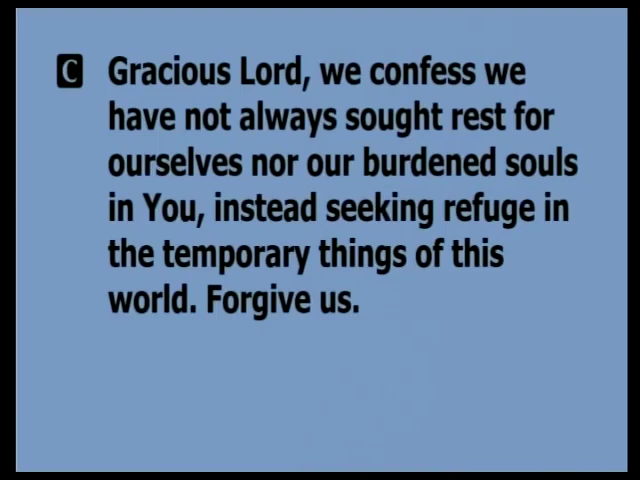 C Gracious Lord, we confess we
have not always sought rest for
ourselves nor our burdened souls
in You, instead seeking refuge in
the temporary things of this
world. Forgive us.